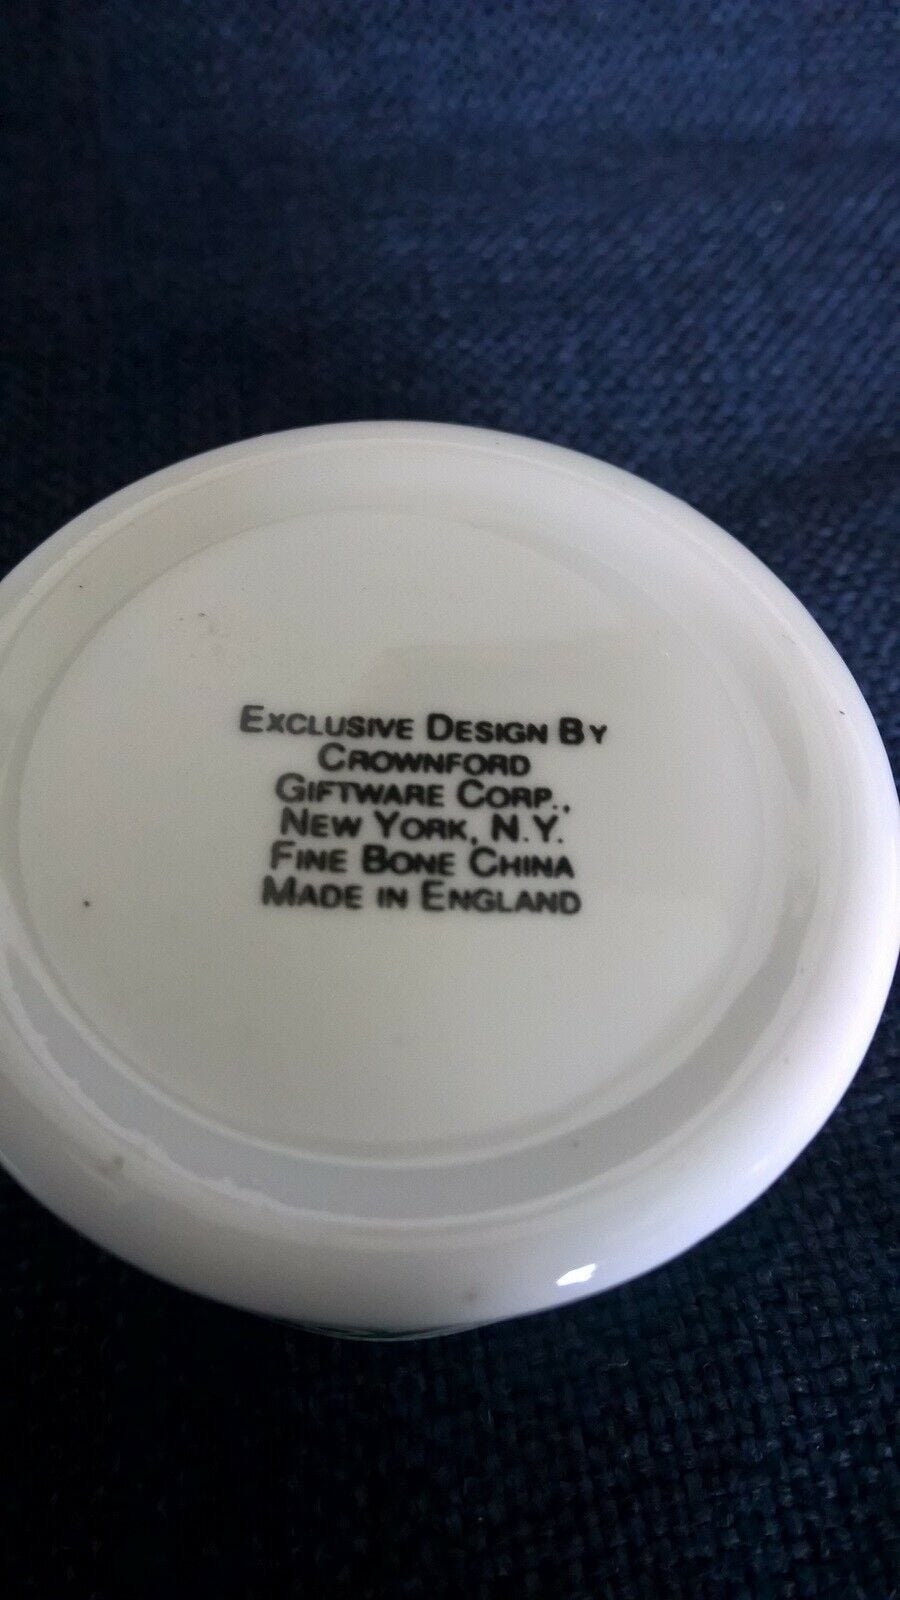 Exclusive Design By
Crownford
Giftware Corp.,
New York, N.Y.
Fine Bone China
Made in England